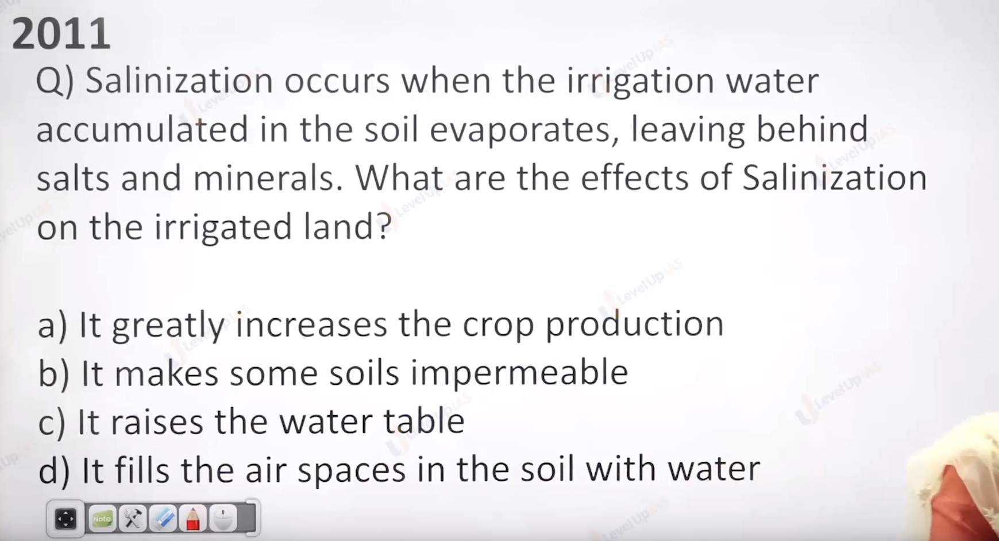 2011
Q) Salinization occurs when the irrigation water
accumulated in the soil evaporates, leaving behind
salts and minerals. What are the effects of Salinization
on the irrigated land?
a) It greatly increases the crop production
b) It makes some soils impermeable
c) It raises the water table
d) It fills the air spaces in the soil with water
Note
LevelUpIAS